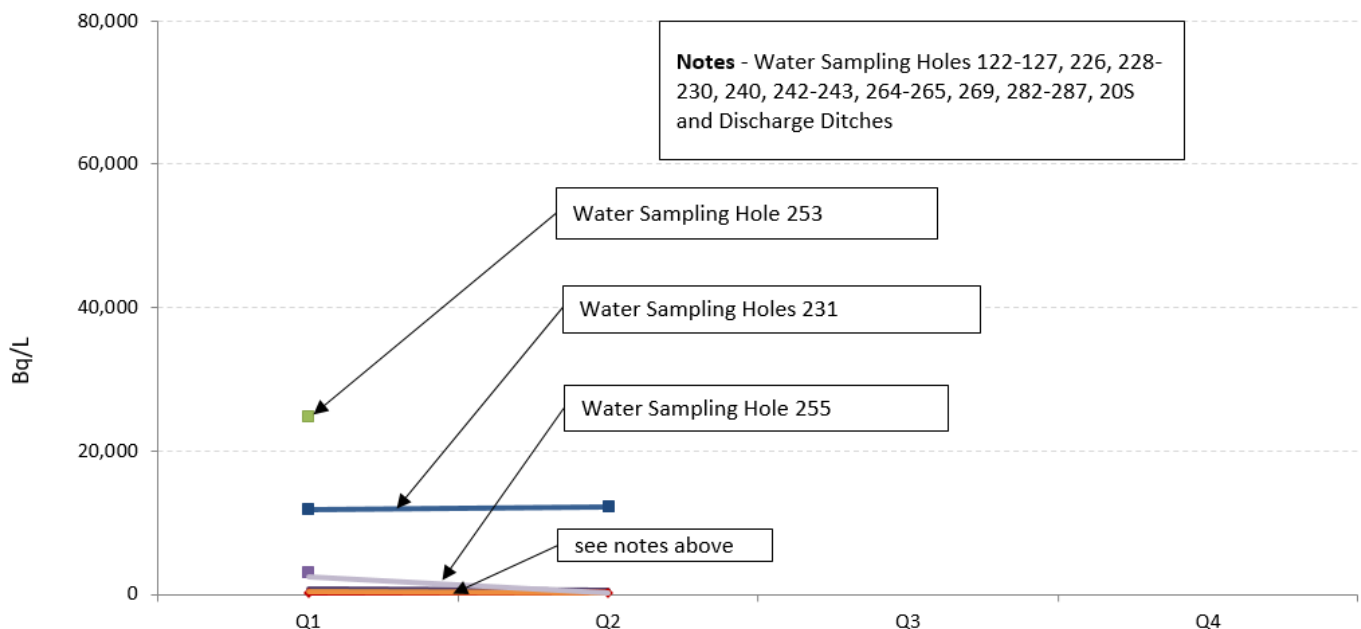 80,000
Notes - Water Sampling Holes 122-127, 226, 228-
230, 240, 242-243, 264-265, 269, 282-287, 20S
and Discharge Ditches
60,000
Water Sampling Hole 253
40,000
Water Sampling Holes 231
Bq/L
Water Sampling Hole 255
20,000
see notes above
0
Q1 Q2 Q3 Q4